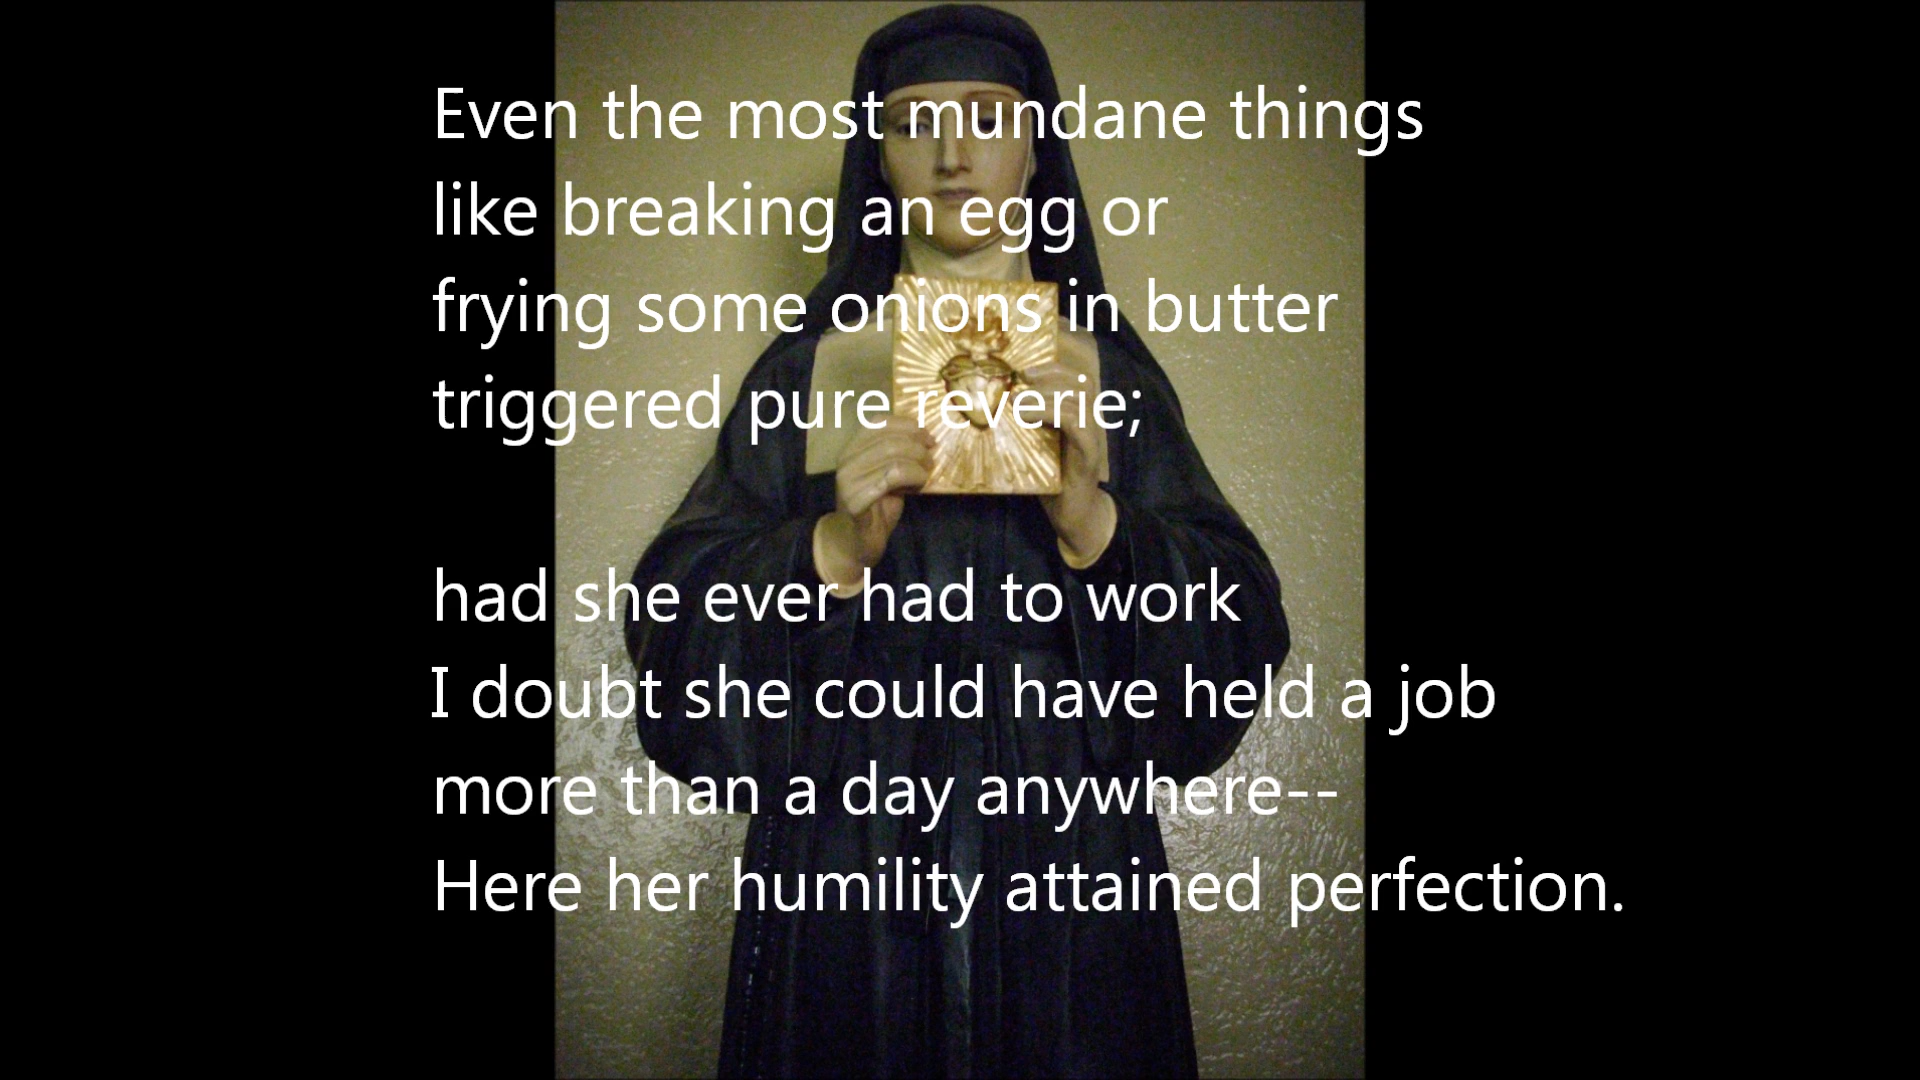 Even the most mundane things
like breaking an egg or
frying some onions in butter
triggered pure reverie;
had she ever had to work
I doubt she could have held a job
more than a day anywhere--
Here her humility attained perfection.